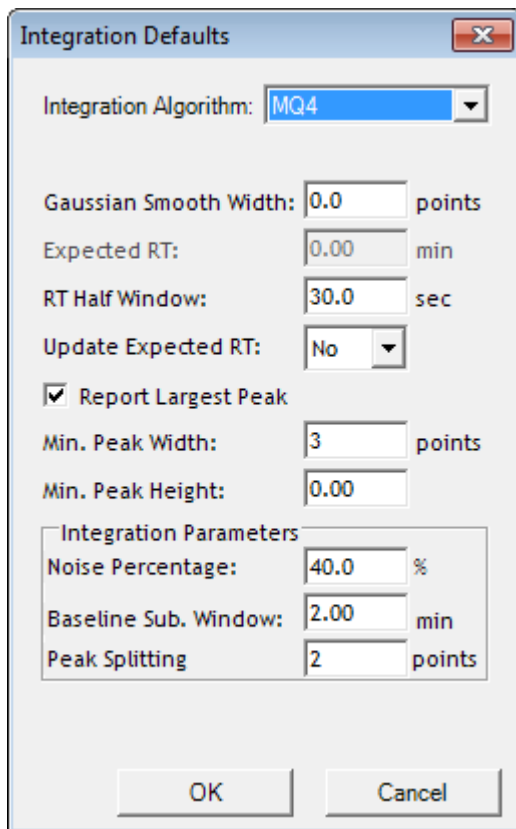 Integration Defaults
Integration Algorithm: MQ4
Gaussian Smooth Width: 0.0 points
Expected RT: 0.00 min
RT Half Window: 30.0 sec
Update Expected RT: No
Report Largest Peak
Min. Peak Width: 3 points
Min. Peak Height: 0.00
Integration Parameters
Noise Percentage: 40.0 %
Baseline Sub. Window: 2.00 min
Peak Splitting 2 points
OK Cancel